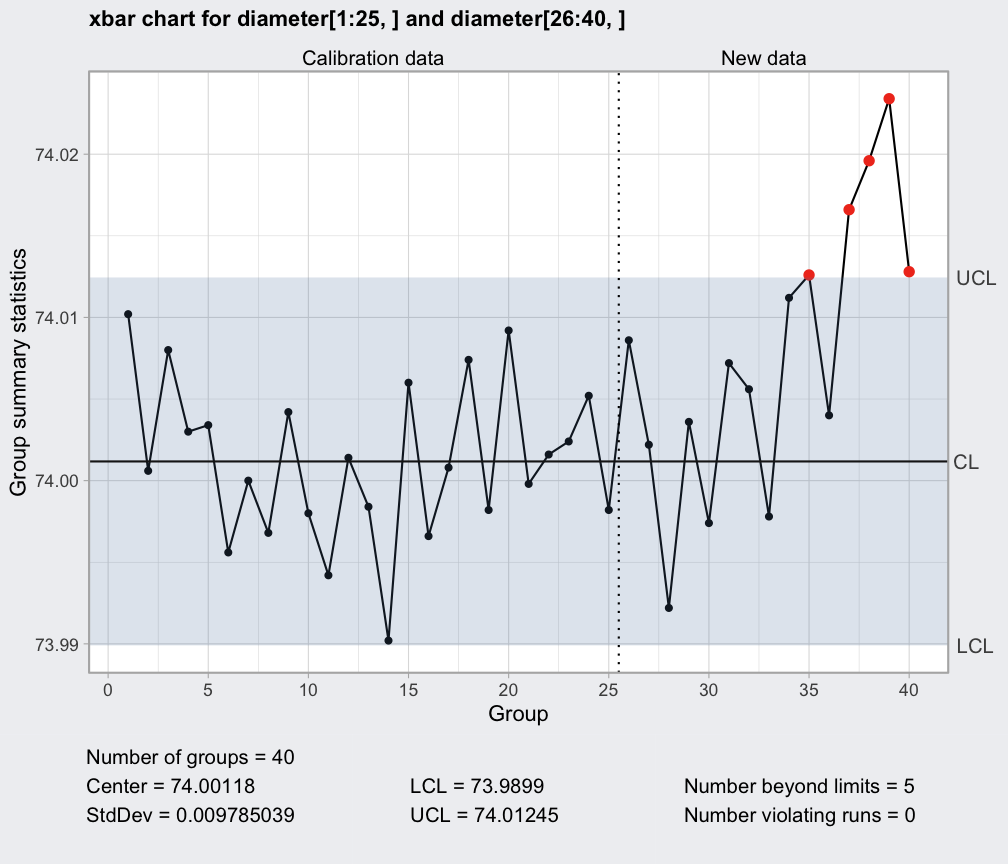 xbar chart for diameter[1:25, ] and diameter[26:40, ]
Calibration data New data
Group summary statistics
74.02
74.01
74.00
73.99
UCL
CL
LCL
0 5 10 15 20 25 30 35 40
Group
Number of groups = 40
Center = 74.00118 LCL = 73.9899 Number beyond limits = 5
StdDev = 0.009785039 UCL = 74.01245 Number violating runs = 0